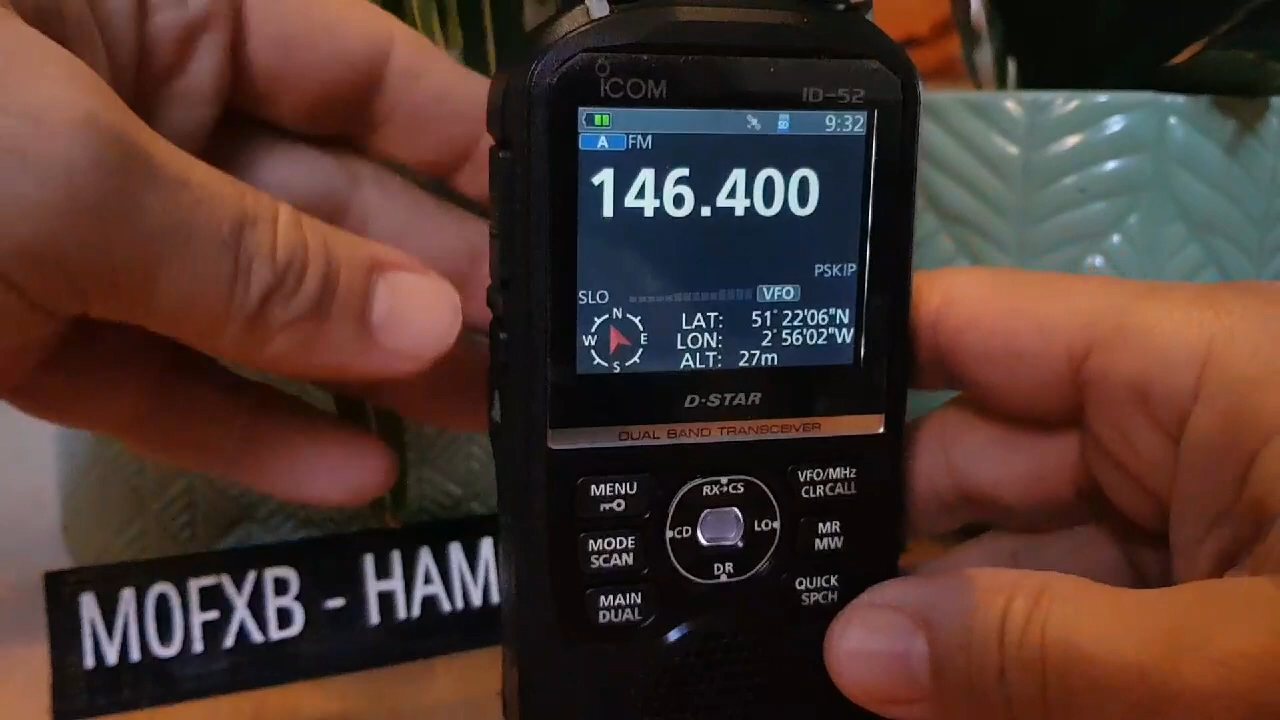 ICOM ID-52
9:32
A FM
146.400
PSKIP
SLO VFO
N
W E
S
LAT: 51°22'06"N
LON: 2°56'02"W
ALT: 27m
D-STAR
DUAL BAND TRANSCEIVER
MENU
MODE
SCAN
MAIN
DUAL
RX→CS
CD LO
DR
VFO/MHz
CLR CALL
MR
MW
QUICK
SPCH
M0FXB - HAM